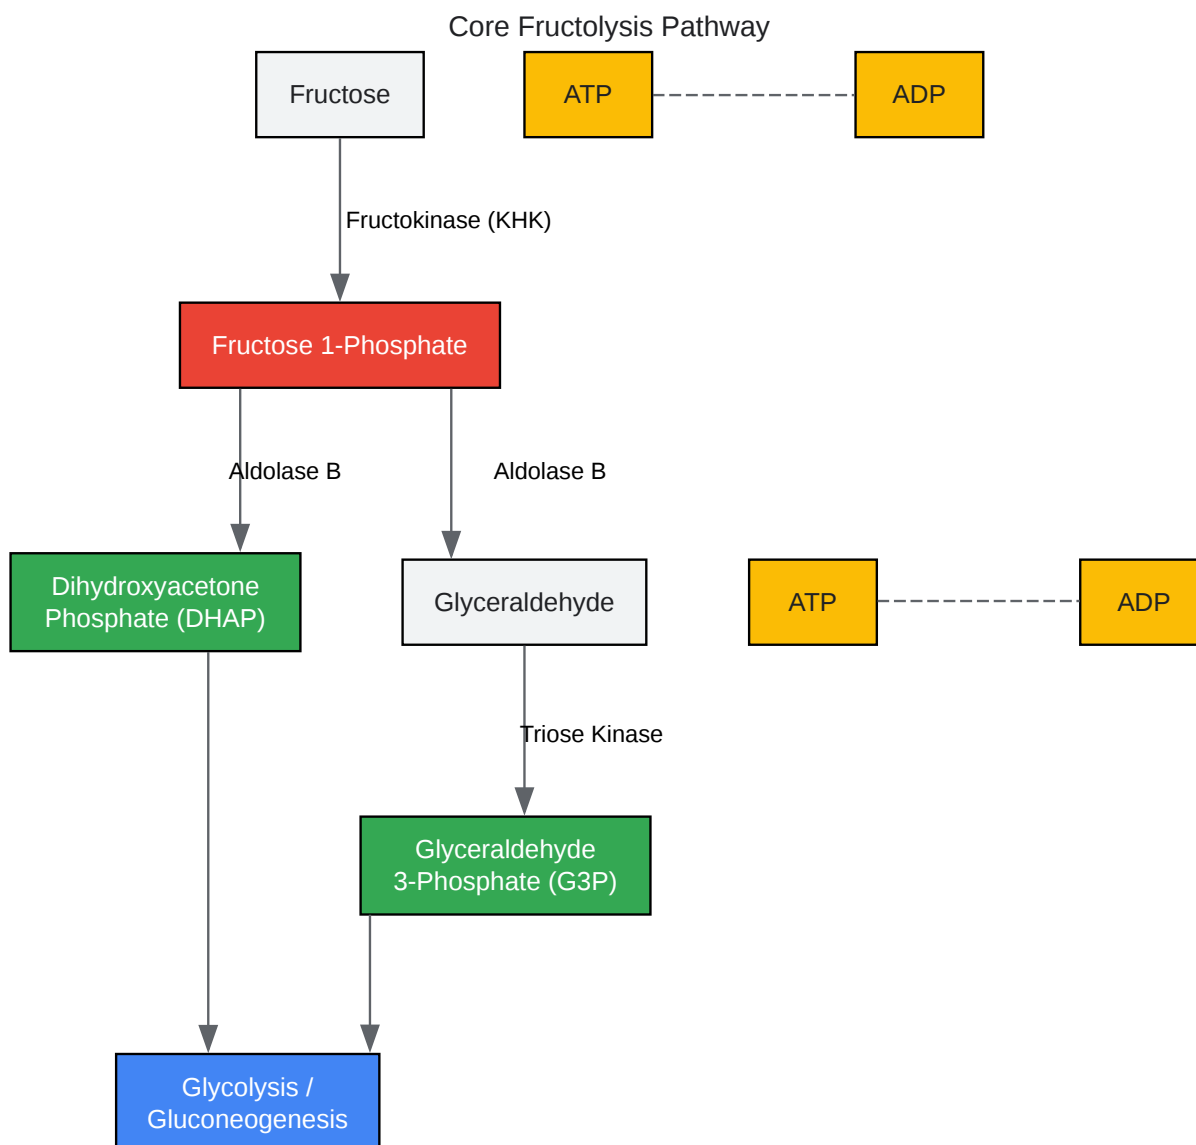 Core Fructolysis Pathway
Fructose
ATP
ADP
Fructokinase (KHK)
Fructose 1-Phosphate
Aldolase B
Aldolase B
Dihydroxyacetone
Phosphate (DHAP)
Glyceraldehyde
ATP
ADP
Triose Kinase
Glyceraldehyde
3-Phosphate (G3P)
Glycolysis /
Gluconeogenesis